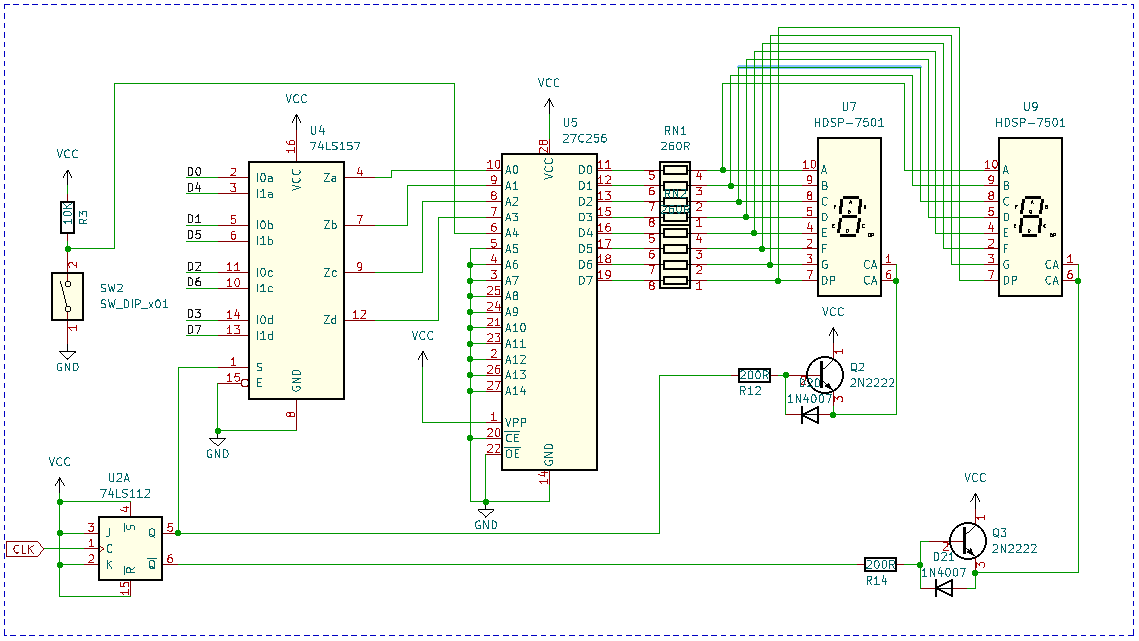 VCC
10K
R3
2
SW2
SW_DIP_x01
1
GND
D0
D4
D1
D5
D2
D6
D3
D7
VCC
U4
74LS157
16
VCC
2 I0a
3 I1a
5 I0b
6 I1b
11 I0c
10 I1c
14 I0d
13 I1d
1 S
15 E
Za 4
Zb 7
Zc 9
Zd 12
GND
8
GND
VCC
U2A
74LS112
4
S
3 J
1 C
2 K
Q 5
Q 6
R
15
CLK
VCC
VCC
U5
27C256
28
VCC
10 A0
9 A1
8 A2
7 A3
6 A4
5 A5
4 A6
3 A7
25 A8
24 A9
21 A10
23 A11
2 A12
26 A13
27 A14
1 VPP
20 CE
22 OE
D0 11
D1 12
D2 13
D3 15
D4 16
D5 17
D6 18
D7 19
GND
14
GND
RN1
260R
5 4
6 3
7 2
8 1
RN2
260R
5 4
6 3
7 2
8 1
U7
HDSP-7501
10 A
9 B
8 C
5 D
4 E
2 F
3 G
7 DP
CA 1
CA 6
DP
U9
HDSP-7501
10 A
9 B
8 C
5 D
4 E
2 F
3 G
7 DP
CA 1
CA 6
DP
VCC
1
Q2
2N2222
3
200R
R12
D20
1N4007
VCC
1
Q3
2N2222
2
3
200R
R14
D21
1N4007